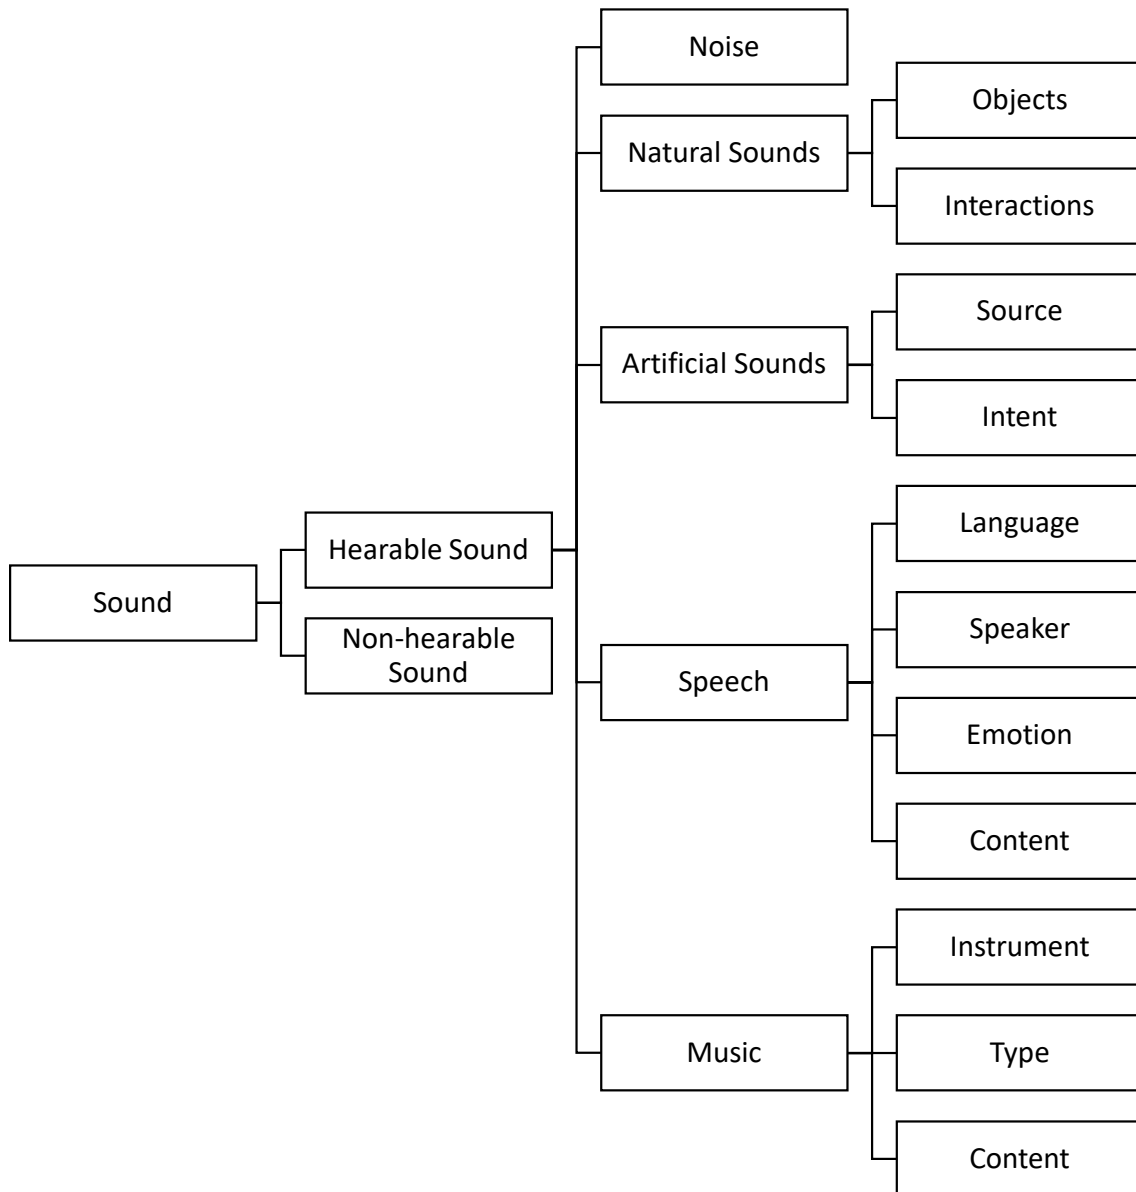 Noise
Objects
Natural Sounds
Interactions
Source
Artificial Sounds
Intent
Language
Hearable Sound
Sound
Speaker
Non-hearable
Sound
Speech
Emotion
Content
Instrument
Music
Type
Content